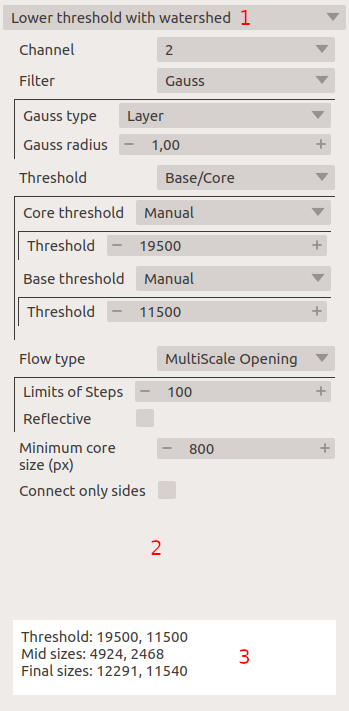 Lower threshold with watershed 1
Channel 2
Filter Gauss
Gauss type Layer
Gauss radius − 1,00 +
Threshold Base/Core
Core threshold Manual
Threshold − 19500 +
Base threshold Manual
Threshold − 11500 +
Flow type MultiScale Opening
Limits of Steps − 100 +
Reflective
Minimum core
size (px) − 800 +
Connect only sides
2
Threshold: 19500, 11500
Mid sizes: 4924, 2468 3
Final sizes: 12291, 11540